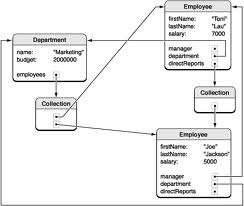 Employee
firstName: "Toni"
lastName: "Lau"
salary: 7000
manager
department
directReports
Department
name: "Marketing"
budget: 2000000
employees
Collection
Collection
Employee
firstName: "Joe"
lastName: "Jackson"
salary: 5000
manager
department
directReports